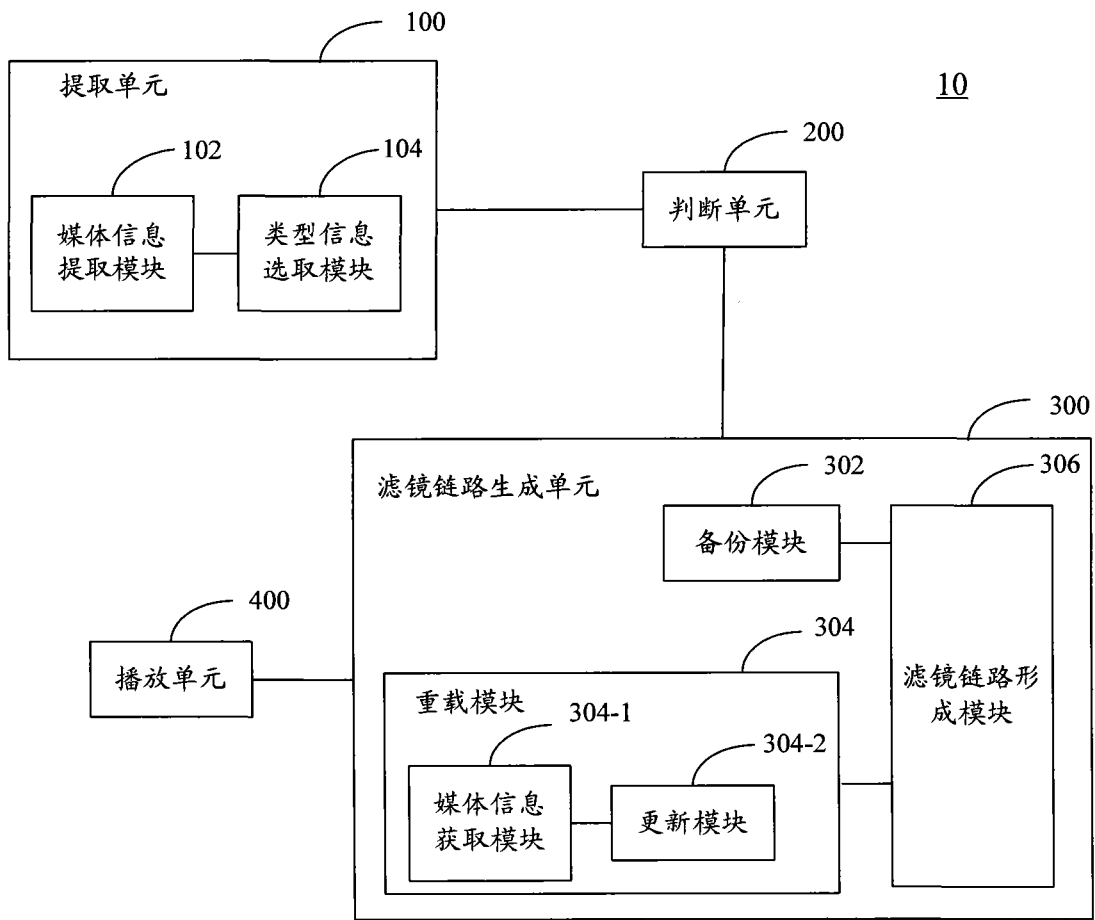 100
提取单元
10
102
104
200
媒体信息
提取模块
类型信息
选取模块
判断单元
300
滤镜链路生成单元
302
306
备份模块
400
播放单元
304
重载模块
滤镜链路形
成模块
304-1
304-2
媒体信息
获取模块
更新模块